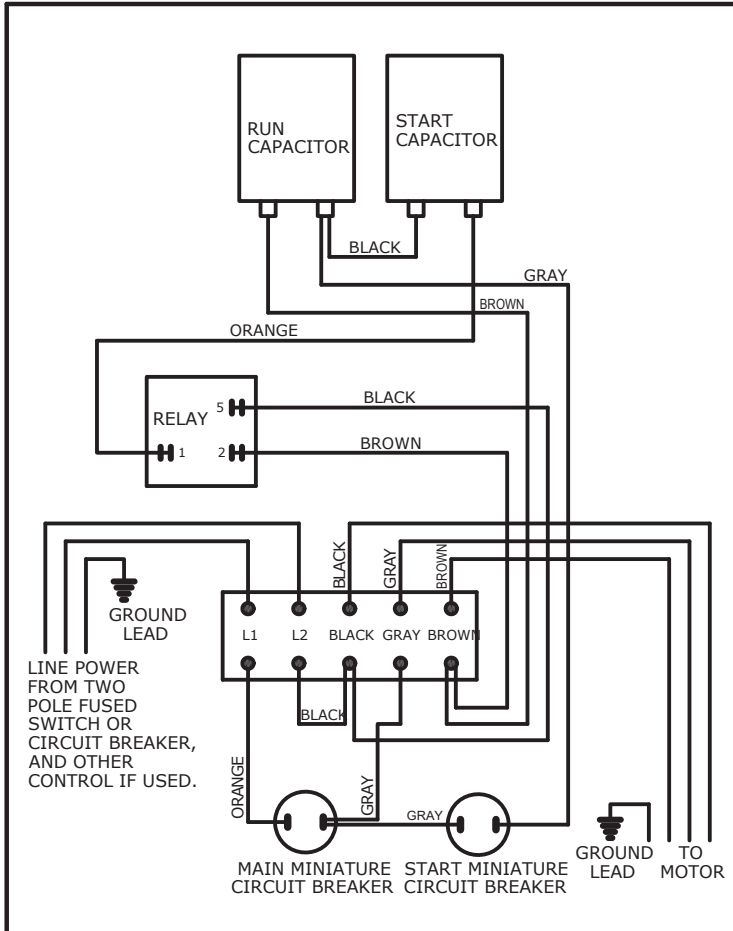 RUN
CAPACITOR
START
CAPACITOR
BLACK
GRAY
BROWN
ORANGE
BLACK
RELAY
5
1
2
BROWN
BLACK
GRAY
BROWN
GROUND
LEAD
L1
L2
BLACK
GRAY
BROWN
LINE POWER
FROM TWO
POLE FUSED
SWITCH OR
CIRCUIT BREAKER,
AND OTHER
CONTROL IF USED.
BLACK
ORANGE
GRAY
GRAY
MAIN MINIATURE
CIRCUIT BREAKER
START MINIATURE
CIRCUIT BREAKER
GROUND
LEAD
TO
MOTOR